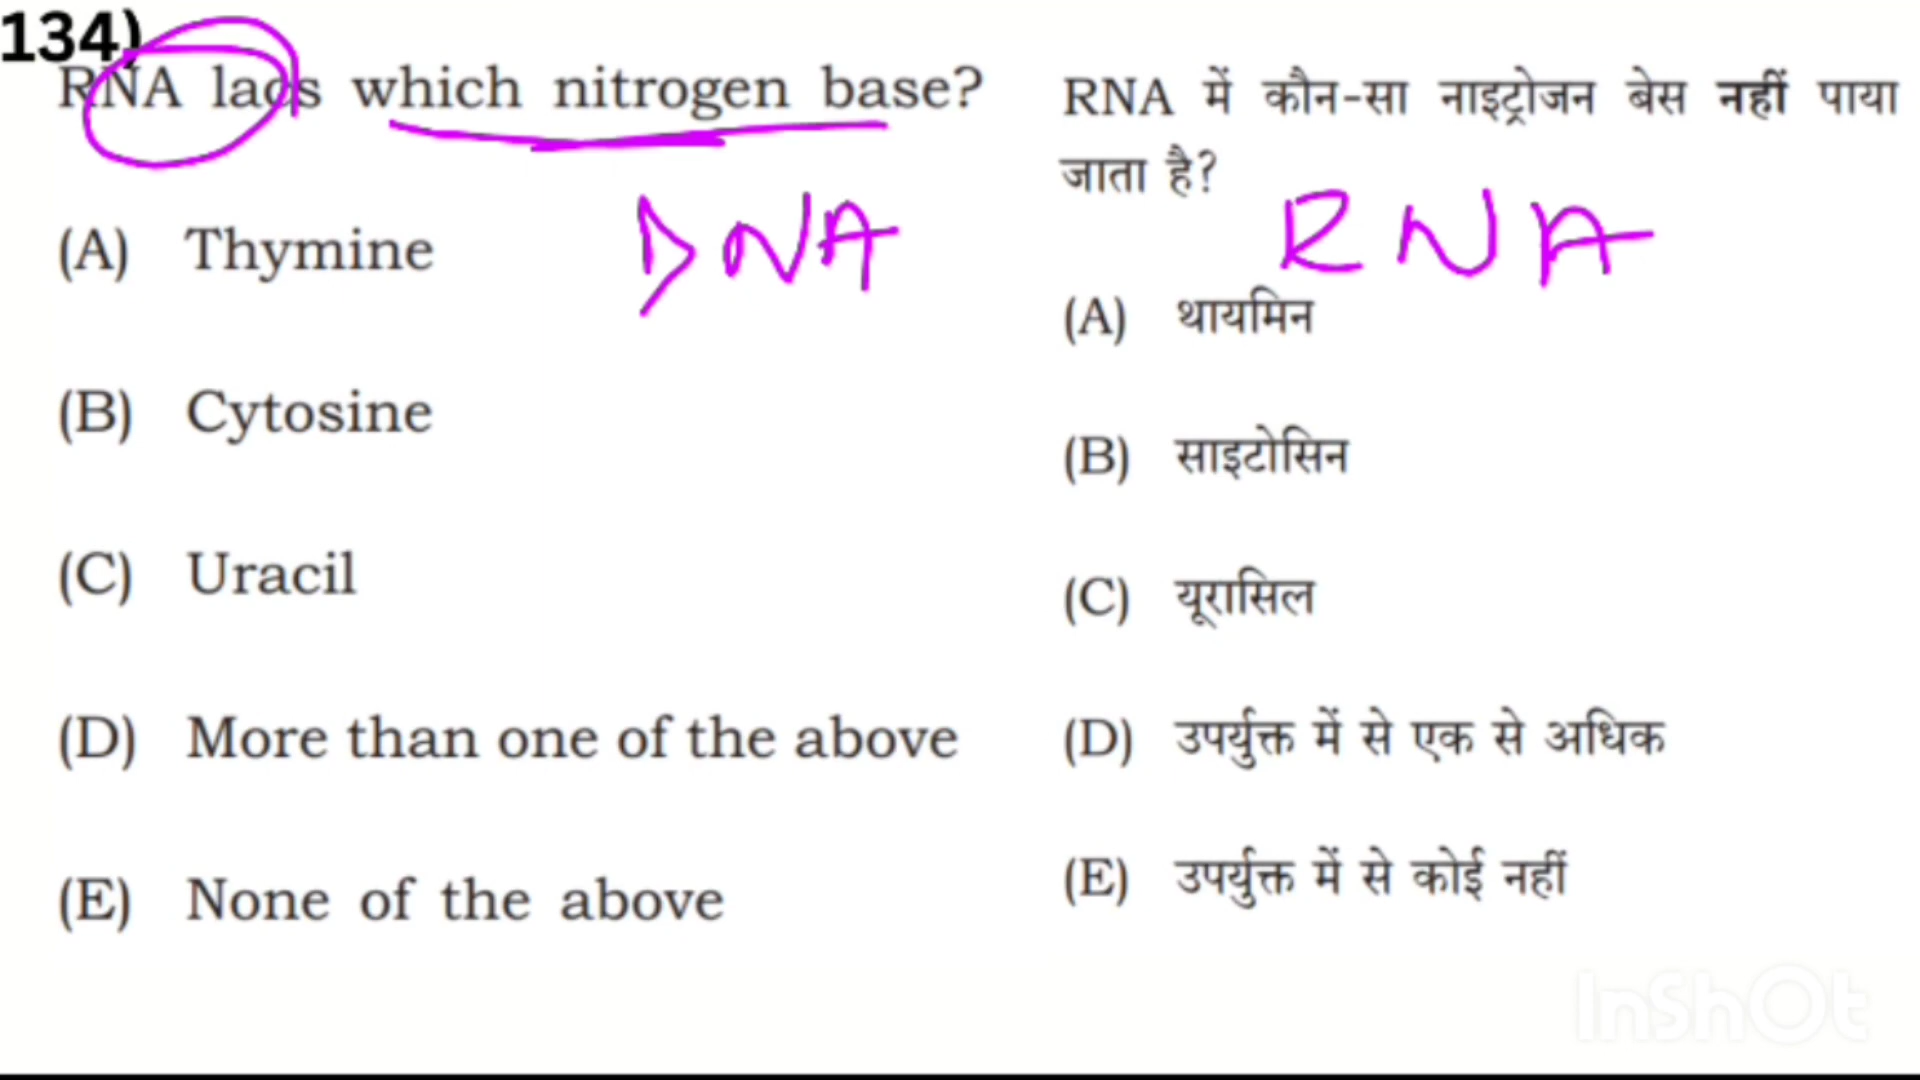 134)
RNA lacs which nitrogen base?
DNA
(A) Thymine
(B) Cytosine
(C) Uracil
(D) More than one of the above
(E) None of the above
RNA में कौन-सा नाइट्रोजन बेस नहीं पाया
जाता है?
RNA
(A) थायमिन
(B) साइटोसिन
(C) यूरासिल
(D) उपर्युक्त में से एक से अधिक
(E) उपर्युक्त में से कोई नहीं
InShOt